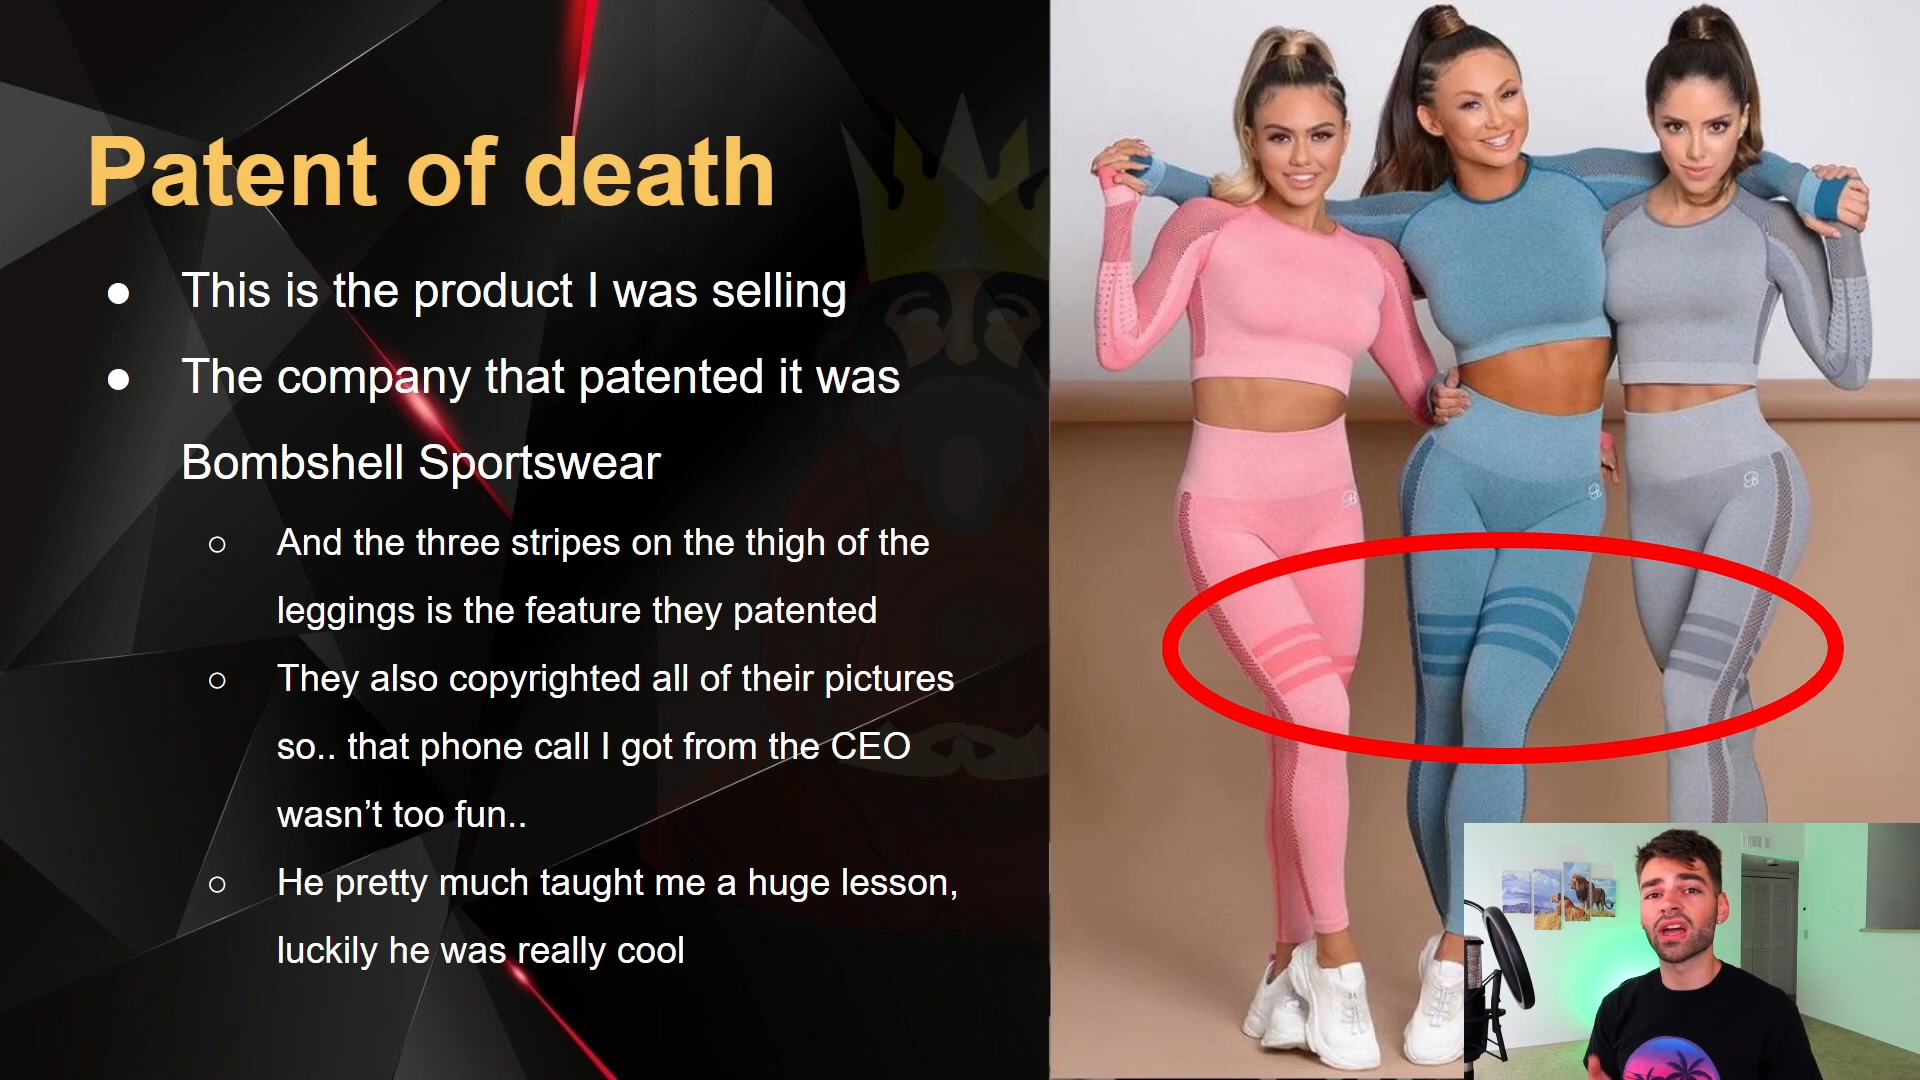 Patent of death
● This is the product I was selling
● The company that patented it was
Bombshell Sportswear
○ And the three stripes on the thigh of the
leggings is the feature they patented
○ They also copyrighted all of their pictures
so.. that phone call I got from the CEO
wasn’t too fun..
○ He pretty much taught me a huge lesson,
luckily he was really cool